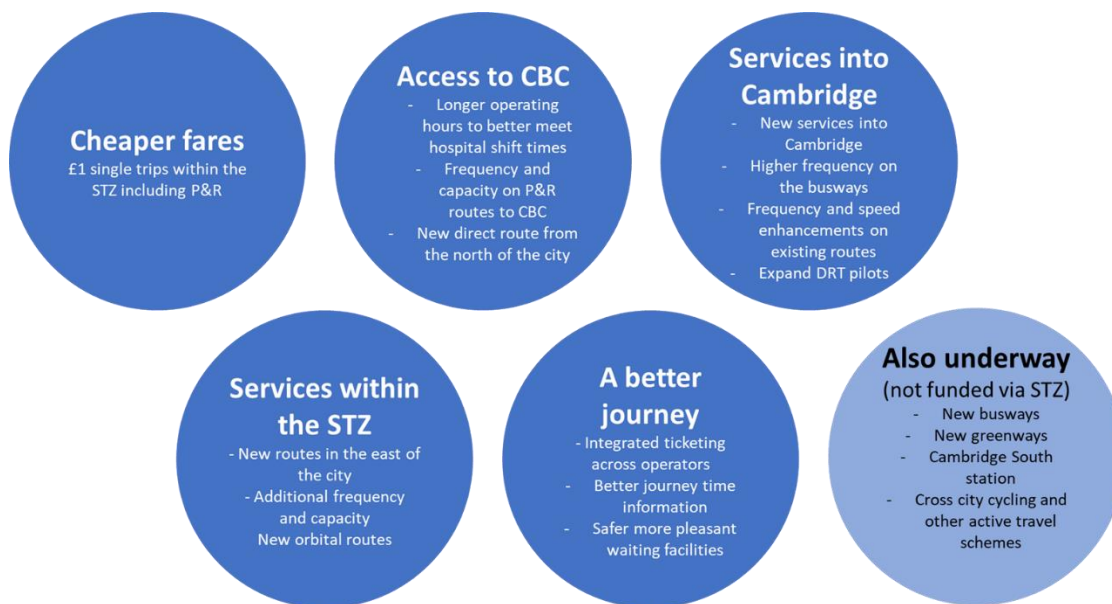 Cheaper fares
£1 single trips within the
STZ including P&R
Access to CBC
- Longer operating
hours to better meet
hospital shift times
- Frequency and
capacity on P&R
routes to CBC
- New direct route from
the north of the city
Services into
Cambridge
- New services into
Cambridge
- Higher frequency on
the busways
- Frequency and speed
enhancements on
existing routes
- Expand DRT pilots
Services within
the STZ
- New routes in the east of
the city
- Additional frequency
and capacity
New orbital routes
A better
journey
- Integrated ticketing
across operators
- Better journey time
information
- Safer more pleasant
waiting facilities
Also underway
(not funded via STZ)
- New busways
- New greenways
- Cambridge South
station
- Cross city cycling and
other active travel
schemes